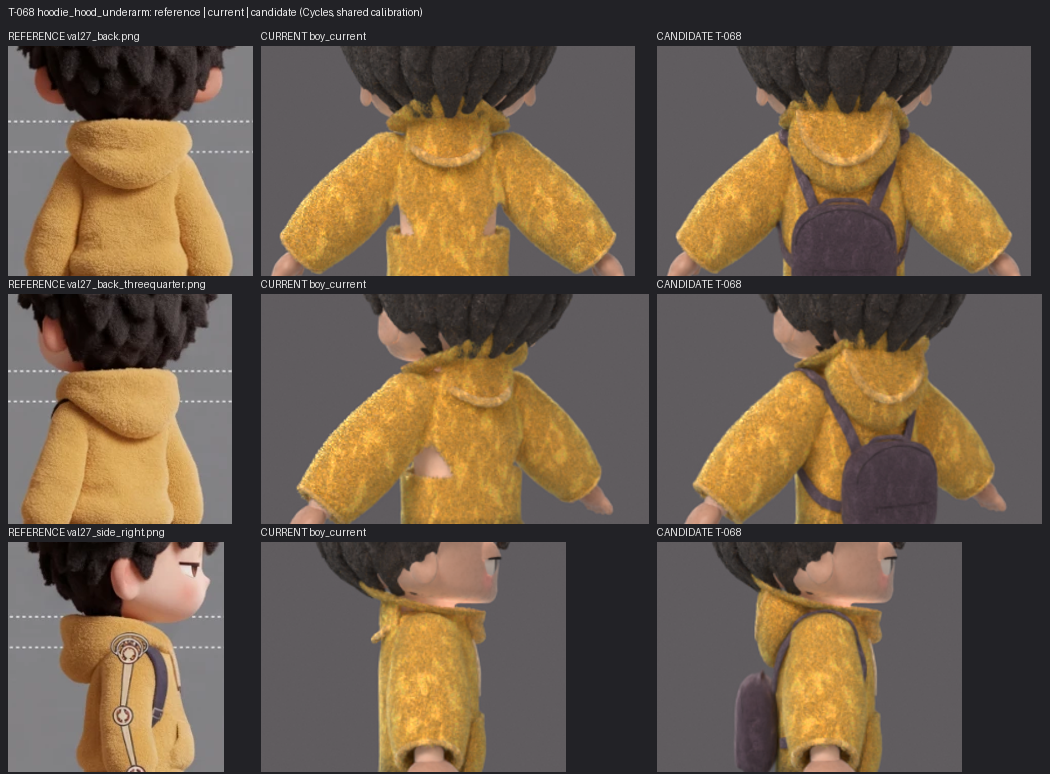 T-068 hoodie_hood_underarm: reference | current | candidate (Cycles, shared calibration)
REFERENCE val27_back.png
CURRENT boy_current
CANDIDATE T-068
REFERENCE val27_back_threequarter.png
CURRENT boy_current
CANDIDATE T-068
REFERENCE val27_side_right.png
CURRENT boy_current
CANDIDATE T-068